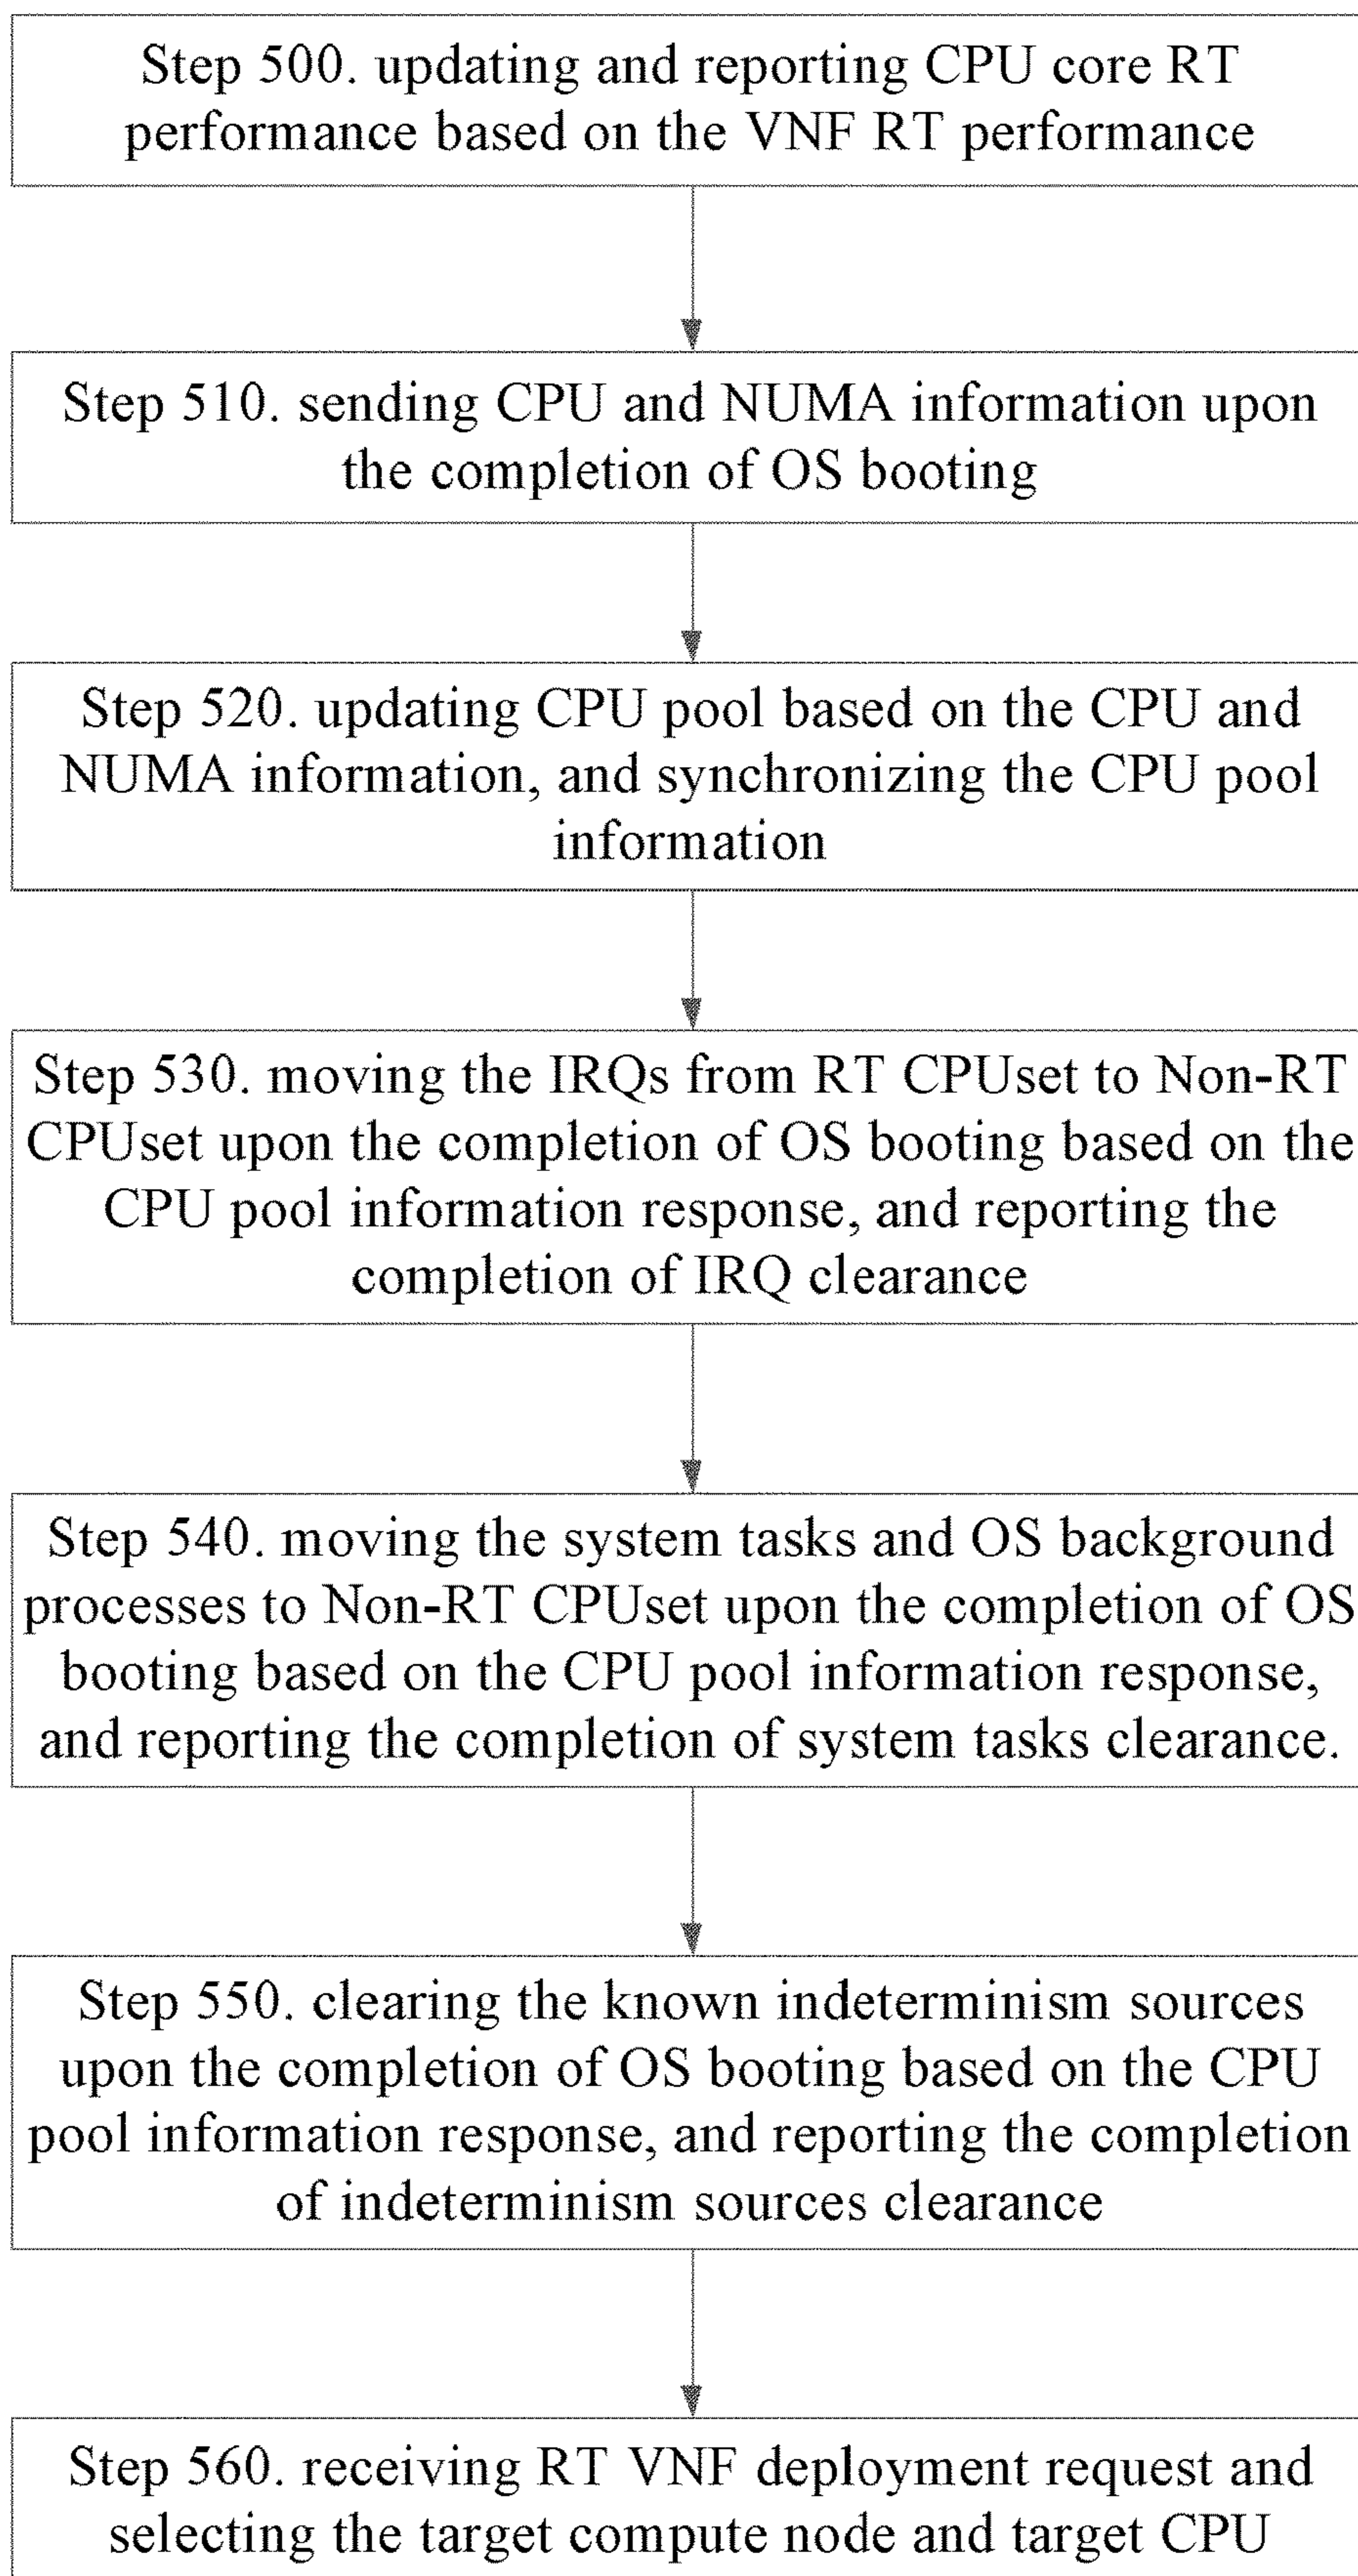 Step 500. updating and reporting CPU core RT
performance based on the VNF RT performance
Step 510. sending CPU and NUMA information upon
the completion of OS booting
Step 520. updating CPU pool based on the CPU and
NUMA information, and synchronizing the CPU pool
information
Step 530. moving the IRQs from RT CPUset to Non-RT
CPUset upon the completion of OS booting based on the
CPU pool information response, and reporting the
completion of IRQ clearance
Step 540. moving the system tasks and OS background
processes to Non-RT CPUset upon the completion of OS
booting based on the CPU pool information response,
and reporting the completion of system tasks clearance.
Step 550. clearing the known indeterminism sources
upon the completion of OS booting based on the CPU
pool information response, and reporting the completion
of indeterminism sources clearance
Step 560. receiving RT VNF deployment request and
selecting the target compute node and target CPU